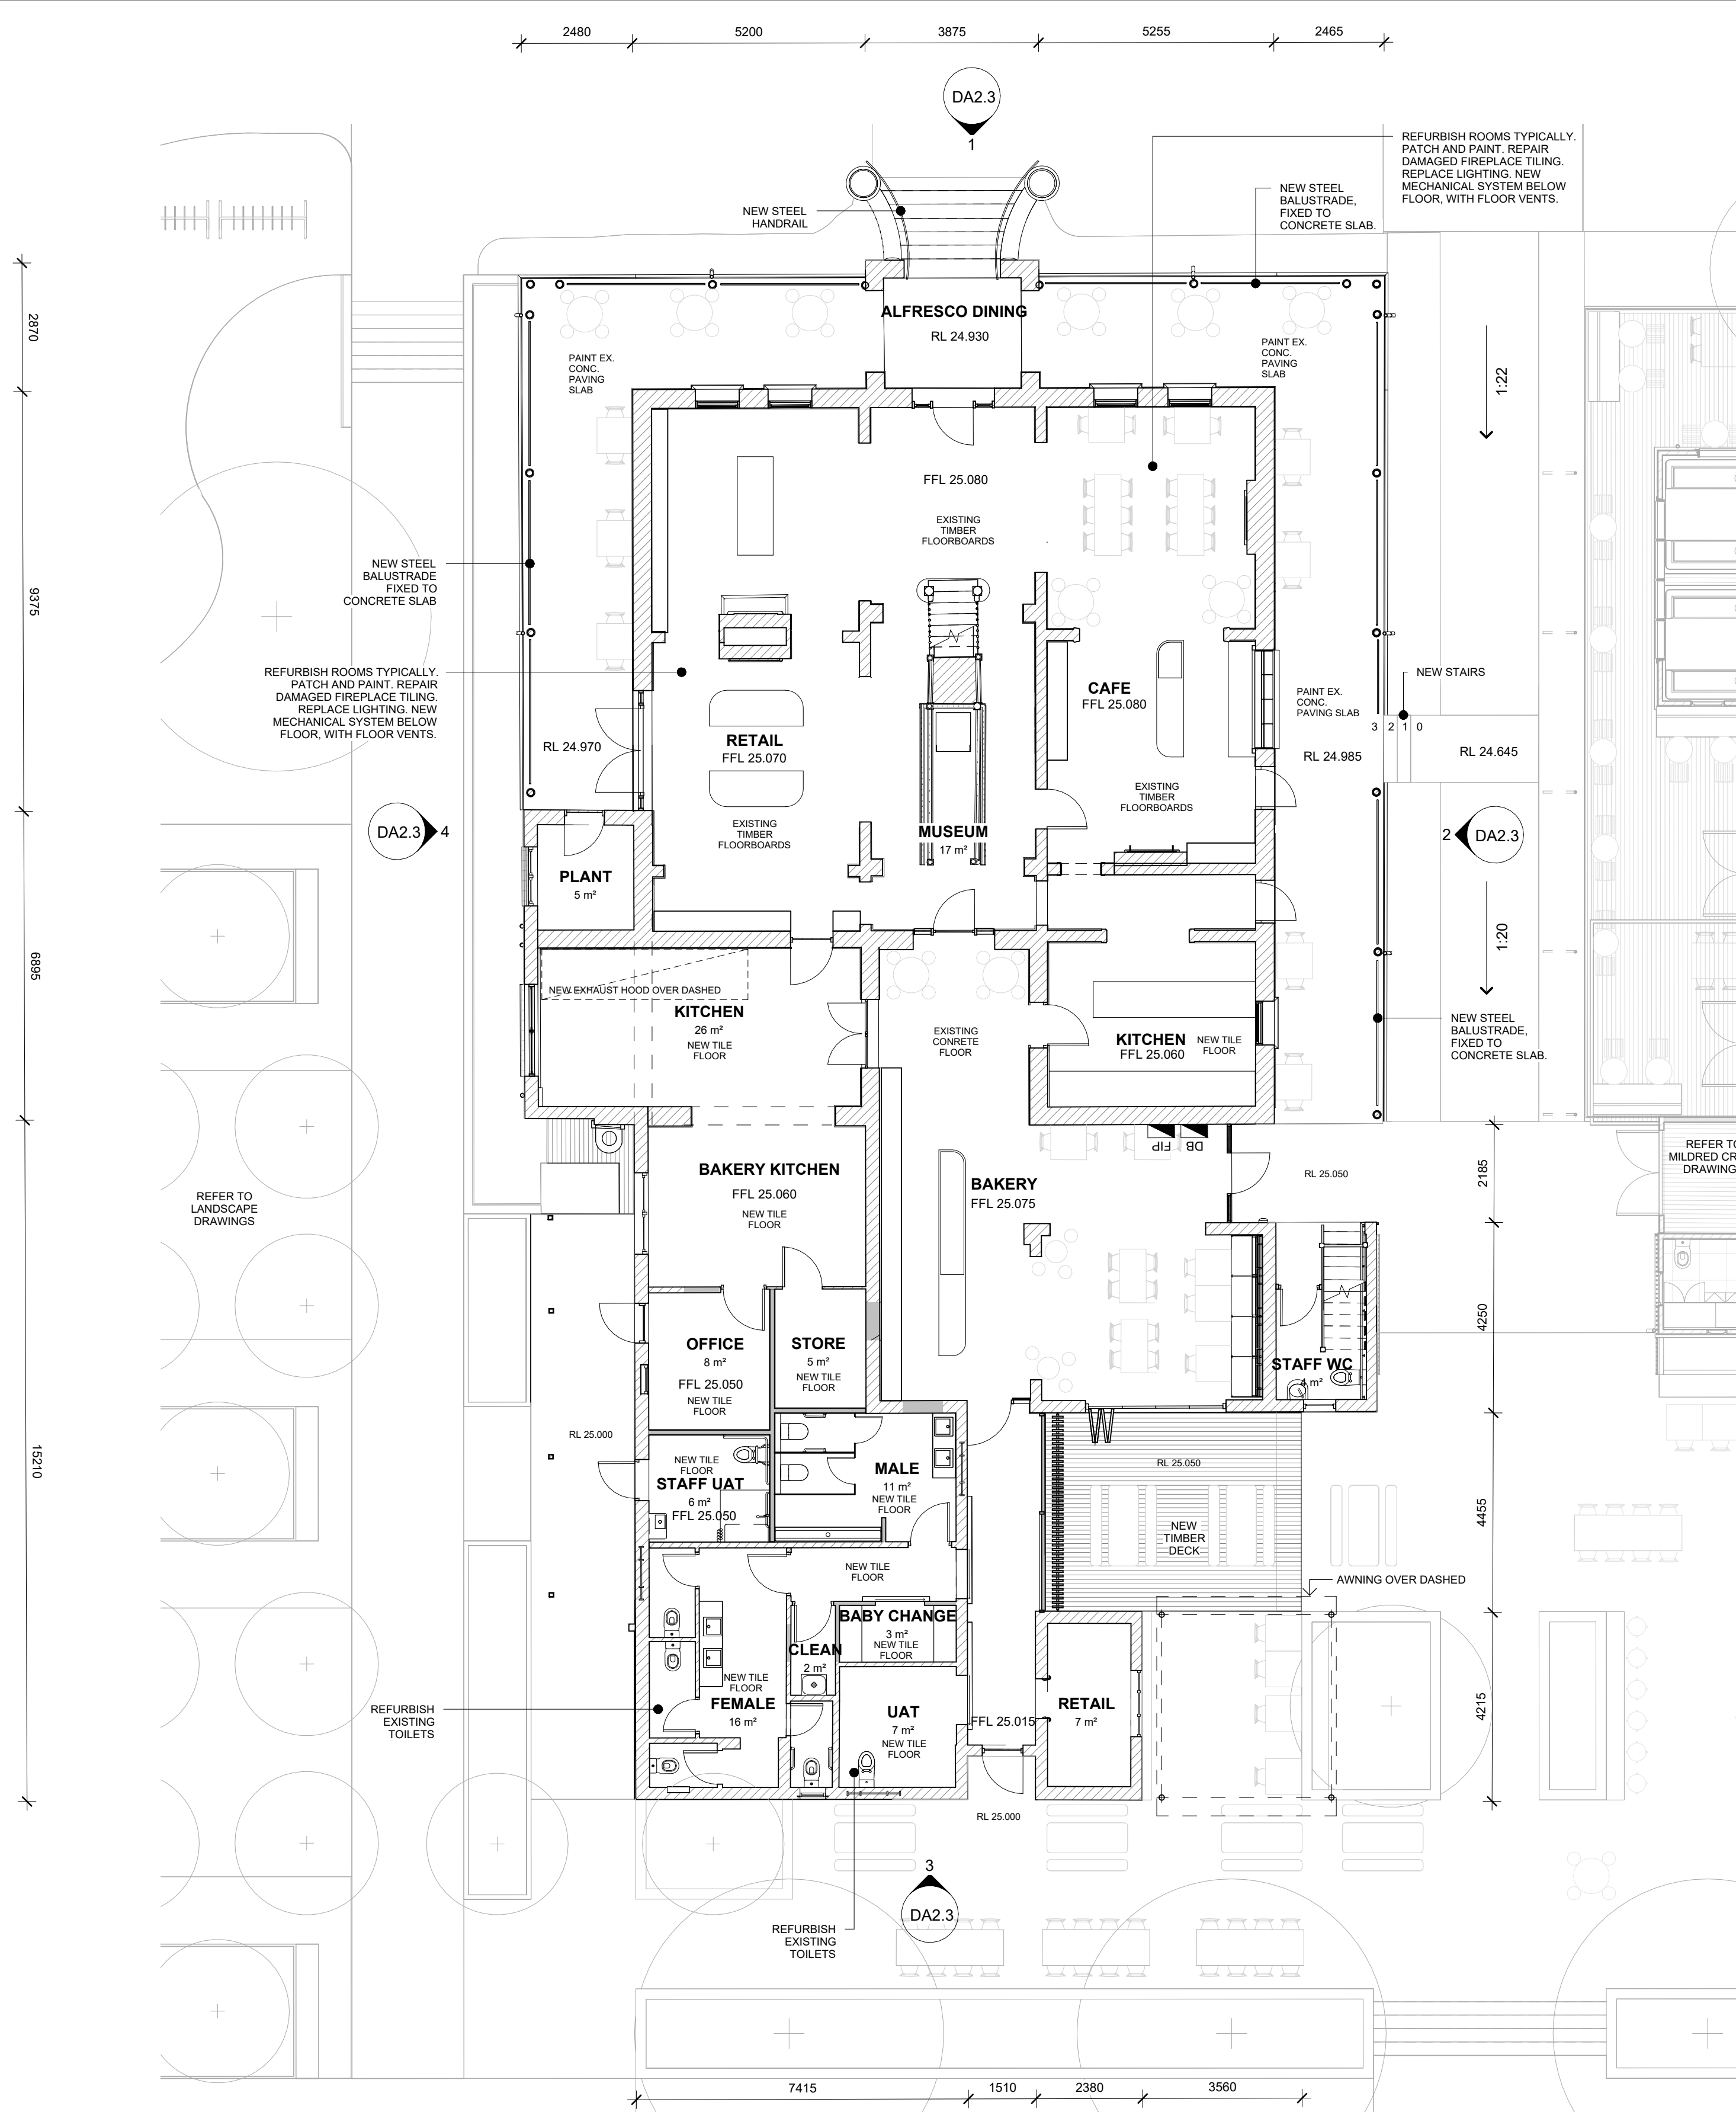 2480
5200
3875
5255
2465
DA2.3
1
REFURBISH ROOMS TYPICALLY.
PATCH AND PAINT. REPAIR
DAMAGED FIREPLACE TILING.
REPLACE LIGHTING. NEW
MECHANICAL SYSTEM BELOW
FLOOR, WITH FLOOR VENTS.
NEW STEEL
BALUSTRADE,
FIXED TO
CONCRETE SLAB.
NEW STEEL
HANDRAIL
2870
ALFRESCO DINING
RL 24.930
PAINT EX.
CONC.
PAVING
SLAB
PAINT EX.
CONC.
PAVING
SLAB
1:22
FFL 25.080
EXISTING
TIMBER
FLOORBOARDS
NEW STEEL
BALUSTRADE
FIXED TO
CONCRETE SLAB
9375
REFURBISH ROOMS TYPICALLY.
PATCH AND PAINT. REPAIR
DAMAGED FIREPLACE TILING.
REPLACE LIGHTING. NEW
MECHANICAL SYSTEM BELOW
FLOOR, WITH FLOOR VENTS.
NEW STAIRS
CAFE
FFL 25.080
PAINT EX.
CONC.
PAVING SLAB
3 2 1 0
RL 24.970
RETAIL
FFL 25.070
RL 24.985
RL 24.645
EXISTING
TIMBER
FLOORBOARDS
EXISTING
TIMBER
FLOORBOARDS
DA2.3
4
MUSEUM
17 m²
2
DA2.3
PLANT
5 m²
6895
1:20
NEW EXHAUST HOOD OVER DASHED
KITCHEN
26 m²
NEW TILE
FLOOR
EXISTING
CONRETE
FLOOR
KITCHEN
FFL 25.060
NEW TILE
FLOOR
NEW STEEL
BALUSTRADE,
FIXED TO
CONCRETE SLAB.
FIP
DB
REFER TO
MILDRED CR
DRAWING
BAKERY KITCHEN
FFL 25.060
NEW TILE
FLOOR
BAKERY
FFL 25.075
RL 25.050
2185
REFER TO
LANDSCAPE
DRAWINGS
4250
OFFICE
8 m²
FFL 25.050
NEW TILE
FLOOR
STORE
5 m²
NEW TILE
FLOOR
STAFF WC
4 m²
15210
RL 25.000
NEW TILE
FLOOR
STAFF UAT
6 m²
FFL 25.050
MALE
11 m²
NEW TILE
FLOOR
RL 25.050
4455
NEW
TIMBER
DECK
NEW TILE
FLOOR
AWNING OVER DASHED
BABY CHANGE
3 m²
NEW TILE
FLOOR
CLEAN
2 m²
NEW TILE
FLOOR
FEMALE
16 m²
UAT
7 m²
NEW TILE
FLOOR
FFL 25.015
RETAIL
7 m²
4215
REFURBISH
EXISTING
TOILETS
RL 25.000
3
DA2.3
REFURBISH
EXISTING
TOILETS
7415
1510
2380
3560